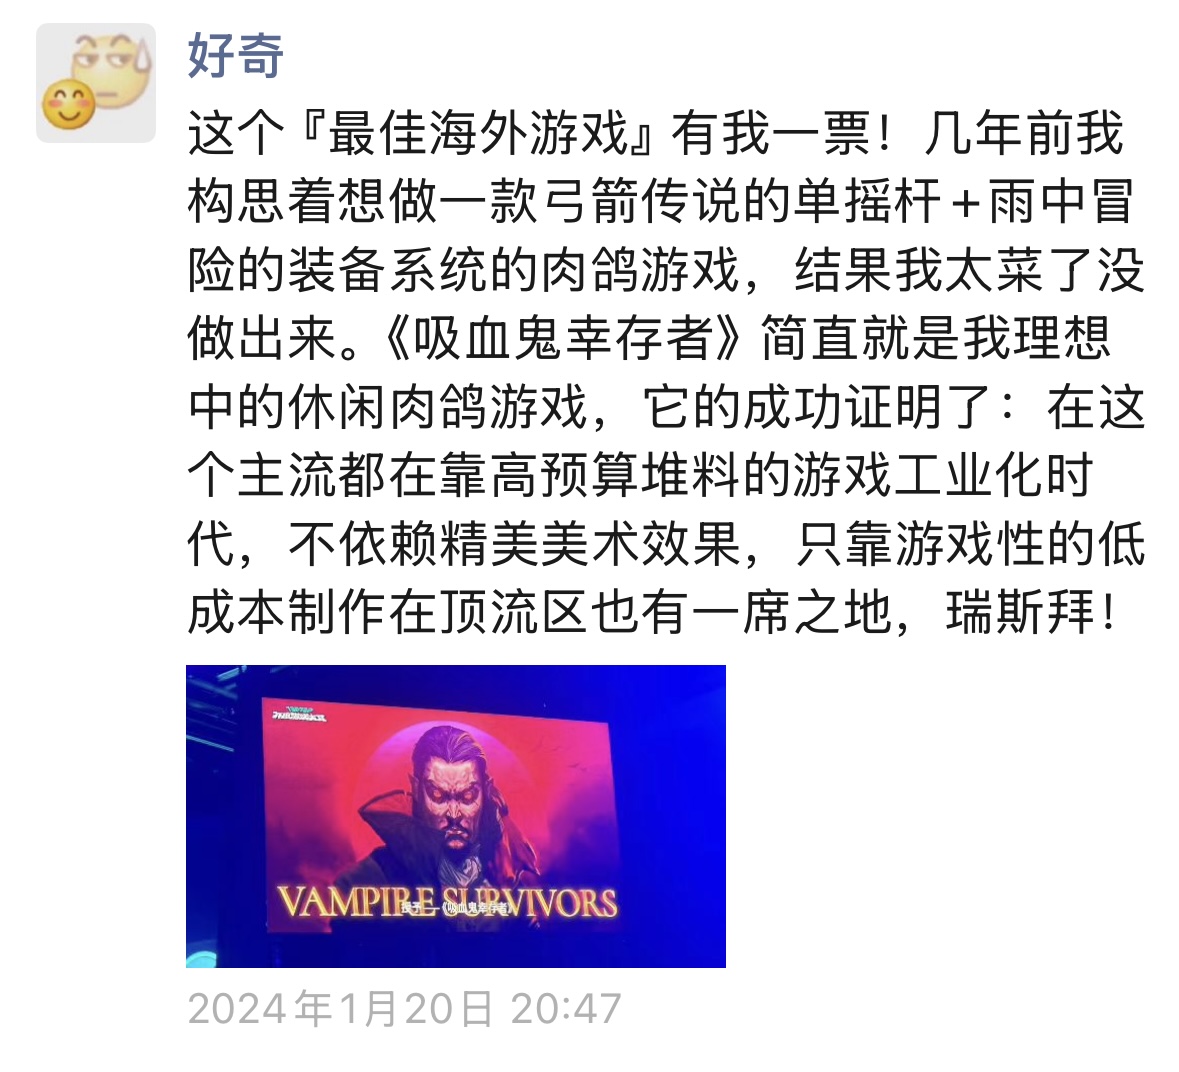 好奇
这个『最佳海外游戏』有我一票！几年前我
构思着想做一款弓箭传说的单摇杆+雨中冒
险的装备系统的肉鸽游戏，结果我太菜了没
做出来。《吸血鬼幸存者》简直就是我理想
中的休闲肉鸽游戏，它的成功证明了：在这
个主流都在靠高预算堆料的游戏工业化时
代，不依赖精美美术效果，只靠游戏性的低
成本制作在顶流区也有一席之地，瑞斯拜！
VAMPIRE SURVIVORS
授予——《吸血鬼幸存者》
2024年1月20日 20:47